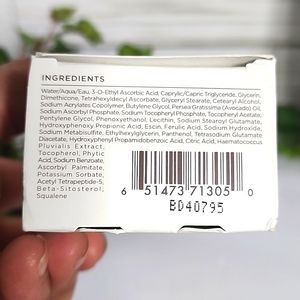 INGREDIENTS
Water/Aqua/Eau, 3-O-Ethyl Ascorbic Acid, Caprylic/Capric Triglyceride, Glycerin,
Dimethicone, Tetrahexyldecyl Ascorbate, Glyceryl Stearate, Cetearyl Alcohol,
Sodium Acrylates Copolymer, Butylene Glycol, Persea Gratissima (Avocado) Oil,
Sodium Ascorbyl Phosphate, Sodium Tocopheryl Phosphate, Tocopheryl Acetate,
Pentylene Glycol, Phenoxyethanol, Lecithin, Sodium Stearoyl Glutamate,
Hydroxyphenoxy Propionic Acid, Escin, Ferulic Acid, Sodium Hydroxide,
Sodium Metabisulfite, Ethylhexylglycerin, Panthenol, Tetrasodium Glutamate
Diacetate, Hydroxyphenyl Propamidobenzoic Acid, Citric Acid, Haematococcus
Pluvialis Extract,
Tocopherol, Phytic
Acid, Sodium Benzoate,
Ascorbyl Palmitate,
Potassium Sorbate,
Acetyl Tetrapeptide-5,
Beta-Sitosterol,
Squalene
6 51473 71305 0
BD40795